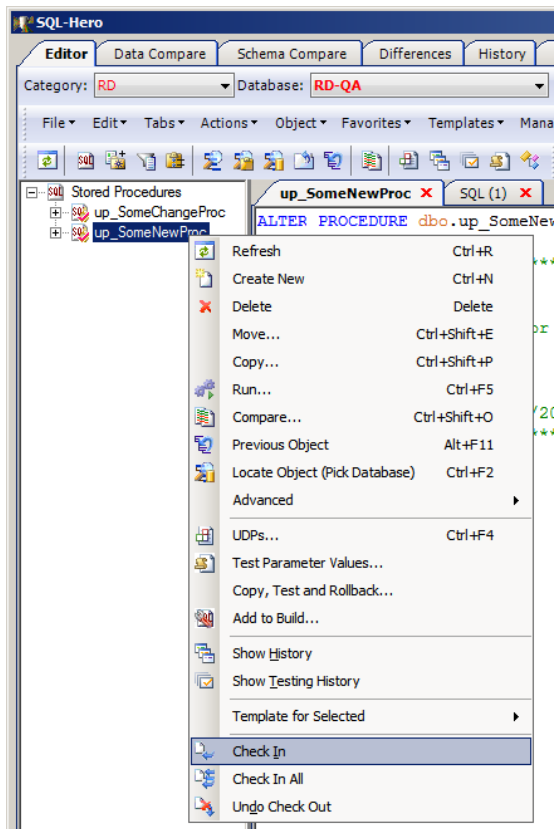 SQL-Hero
Editor Data Compare Schema Compare Differences History
Category: RD Database: RD-QA
File Edit Tabs Actions Object Favorites Templates Mana
Stored Procedures
up_SomeChangeProc
up_SomeNewProc
up_SomeNewProc X SQL (1) X
ALTER PROCEDURE dbo.up_SomeNew
Refresh Ctrl+R
Create New Ctrl+N
Delete Delete
Move... Ctrl+Shift+E
Copy... Ctrl+Shift+P
Run... Ctrl+F5
Compare... Ctrl+Shift+O
Previous Object Alt+F11
Locate Object (Pick Database) Ctrl+F2
Advanced
UDPs... Ctrl+F4
Test Parameter Values...
Copy, Test and Rollback...
Add to Build...
Show History
Show Testing History
Template for Selected
Check In
Check In All
Undo Check Out